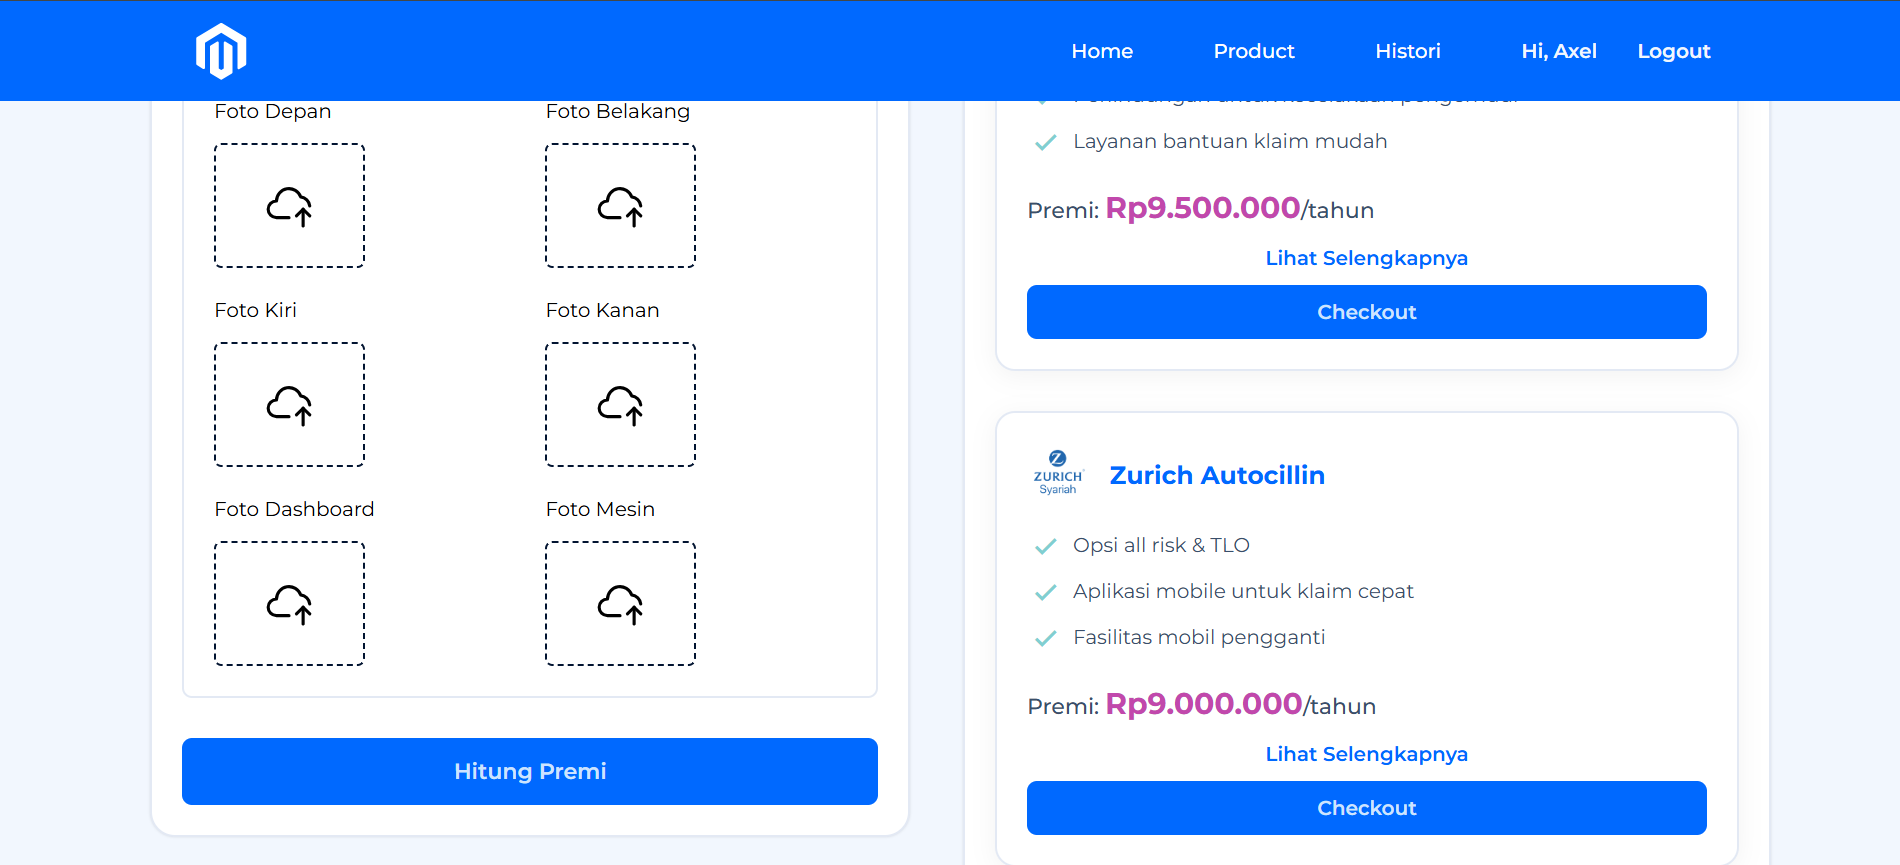 Home Product Histori Hi, Axel Logout
Foto Depan Foto Belakang
Foto Kiri Foto Kanan
Foto Dashboard Foto Mesin
Hitung Premi
Layanan bantuan klaim mudah
Premi: Rp9.500.000/tahun
Lihat Selengkapnya
Checkout
ZURICH
Syariah
Zurich Autocillin
Opsi all risk & TLO
Aplikasi mobile untuk klaim cepat
Fasilitas mobil pengganti
Premi: Rp9.000.000/tahun
Lihat Selengkapnya
Checkout